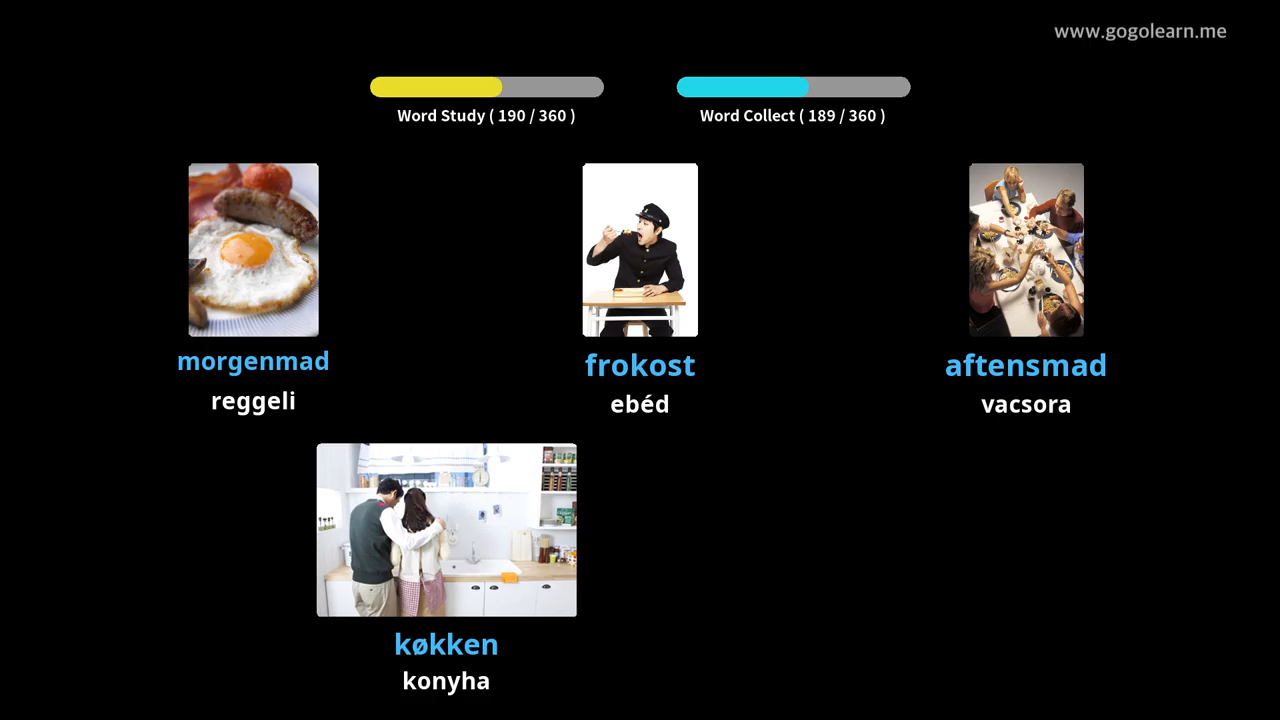 www.gogolearn.me
Word Study ( 190 / 360 )
Word Collect ( 189 / 360 )
morgenmad
reggeli
frokost
ebéd
aftensmad
vacsora
køkken
konyha